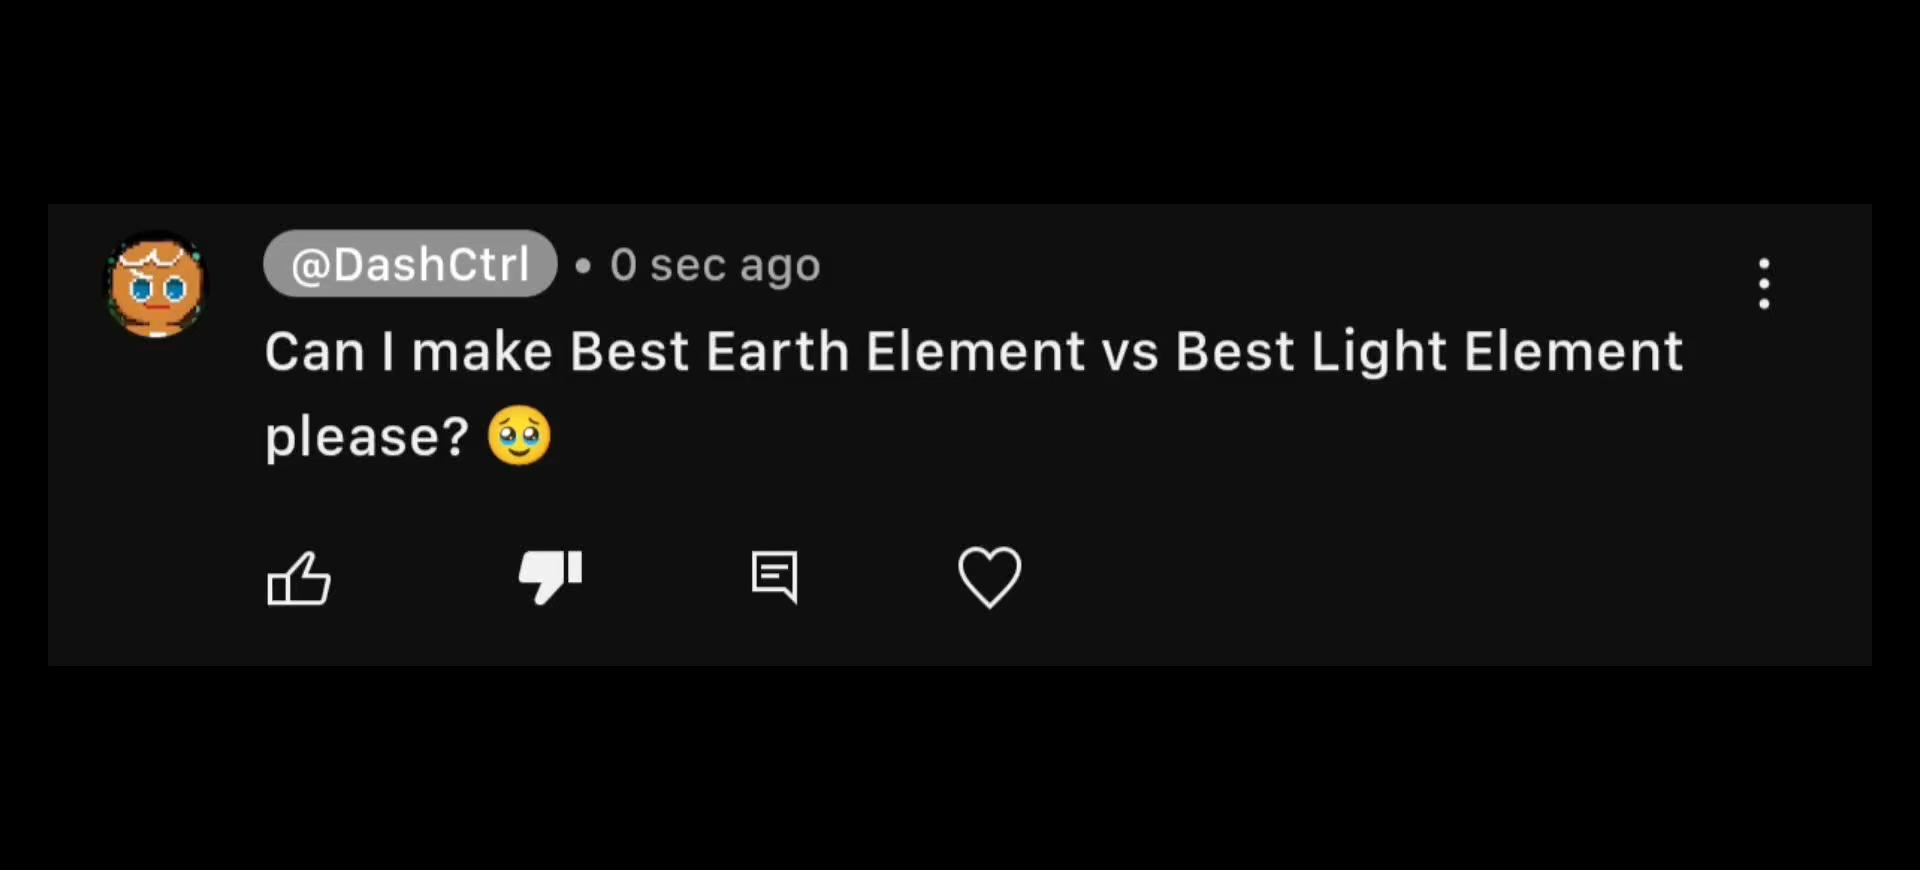 @DashCtrl • 0 sec ago
Can I make Best Earth Element vs Best Light Element
please? 🥹